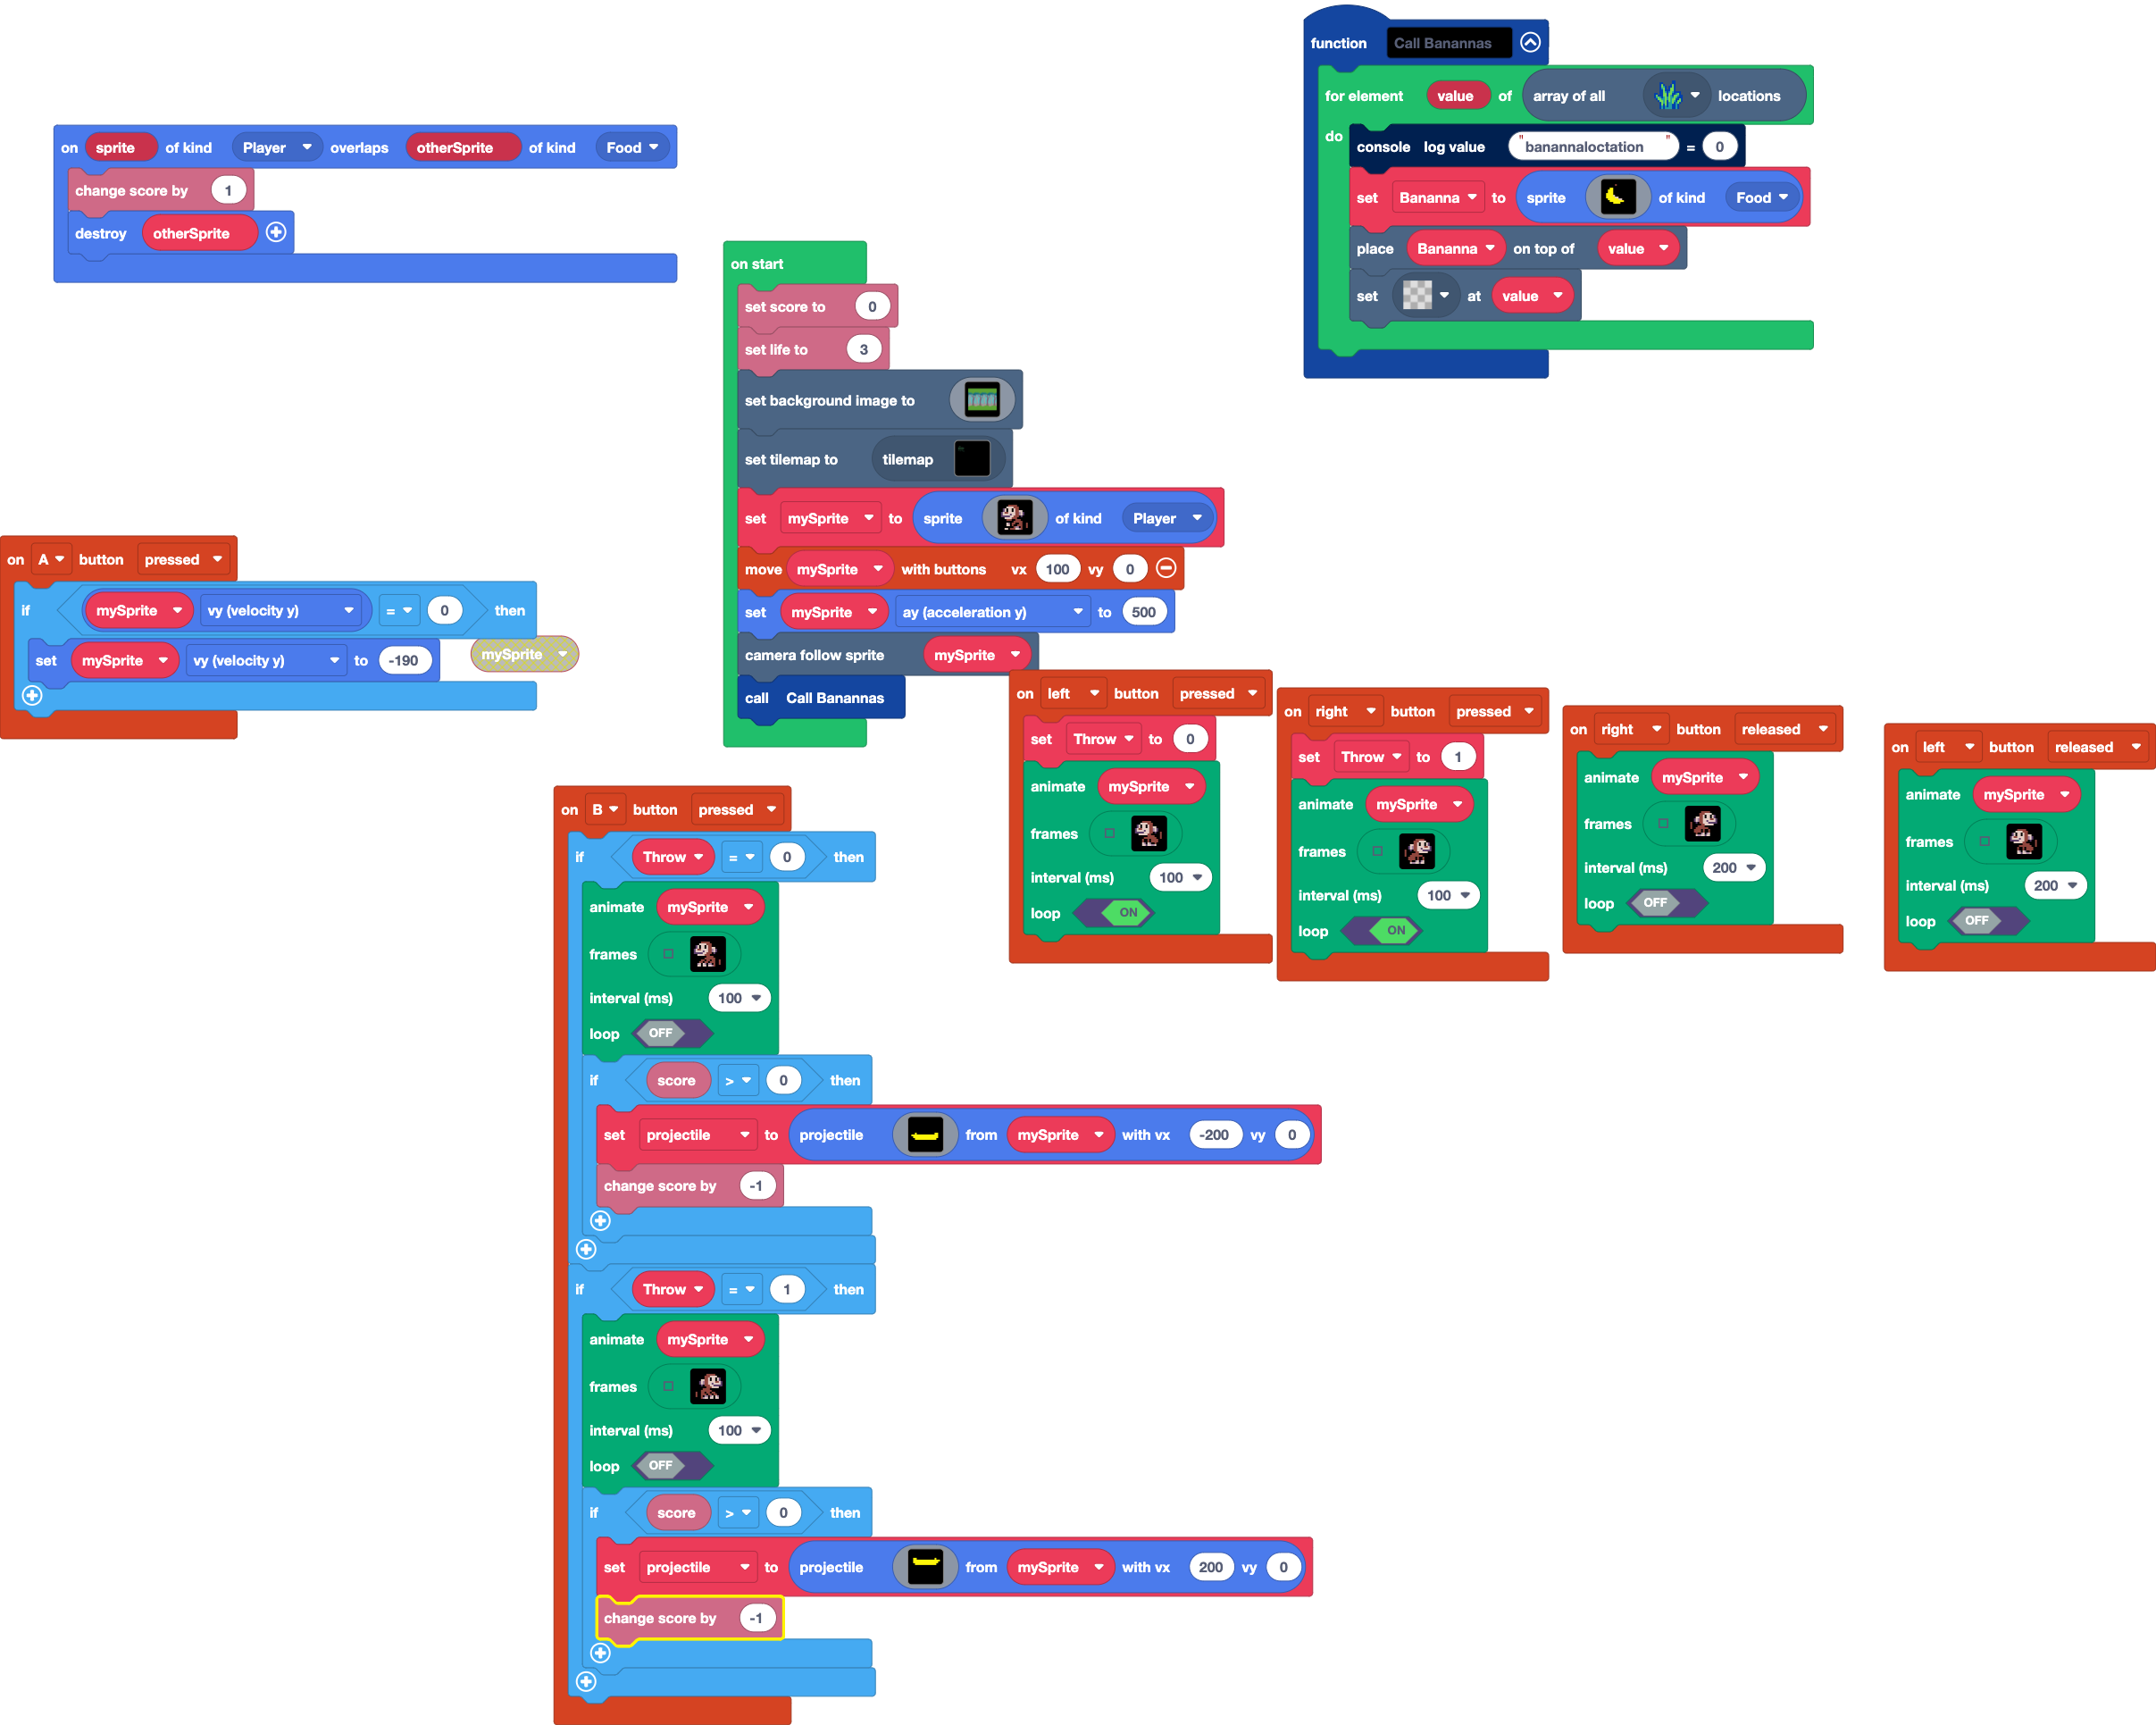 function Call Banannas
for element value of array of all locations
do
console log value " banannaloctation " = 0
set Bananna to sprite of kind Food
place Bananna on top of value
set at value
on sprite of kind Player overlaps otherSprite of kind Food
change score by 1
destroy otherSprite
on start
set score to 0
set life to 3
set background image to
set tilemap to tilemap
set mySprite to sprite of kind Player
move mySprite with buttons vx 100 vy 0
set mySprite ay (acceleration y) to 500
camera follow sprite mySprite
call Call Banannas
on A button pressed
if mySprite vy (velocity y) = 0 then
set mySprite vy (velocity y) to -190
mySprite
on left button pressed
set Throw to 0
animate mySprite
frames
interval (ms) 100
loop ON
on right button pressed
set Throw to 1
animate mySprite
frames
interval (ms) 100
loop ON
on right button released
animate mySprite
frames
interval (ms) 200
loop OFF
on left button released
animate mySprite
frames
interval (ms) 200
loop OFF
on B button pressed
if Throw = 0 then
animate mySprite
frames
interval (ms) 100
loop OFF
if score > 0 then
set projectile to projectile from mySprite with vx -200 vy 0
change score by -1
if Throw = 1 then
animate mySprite
frames
interval (ms) 100
loop OFF
if score > 0 then
set projectile to projectile from mySprite with vx 200 vy 0
change score by -1